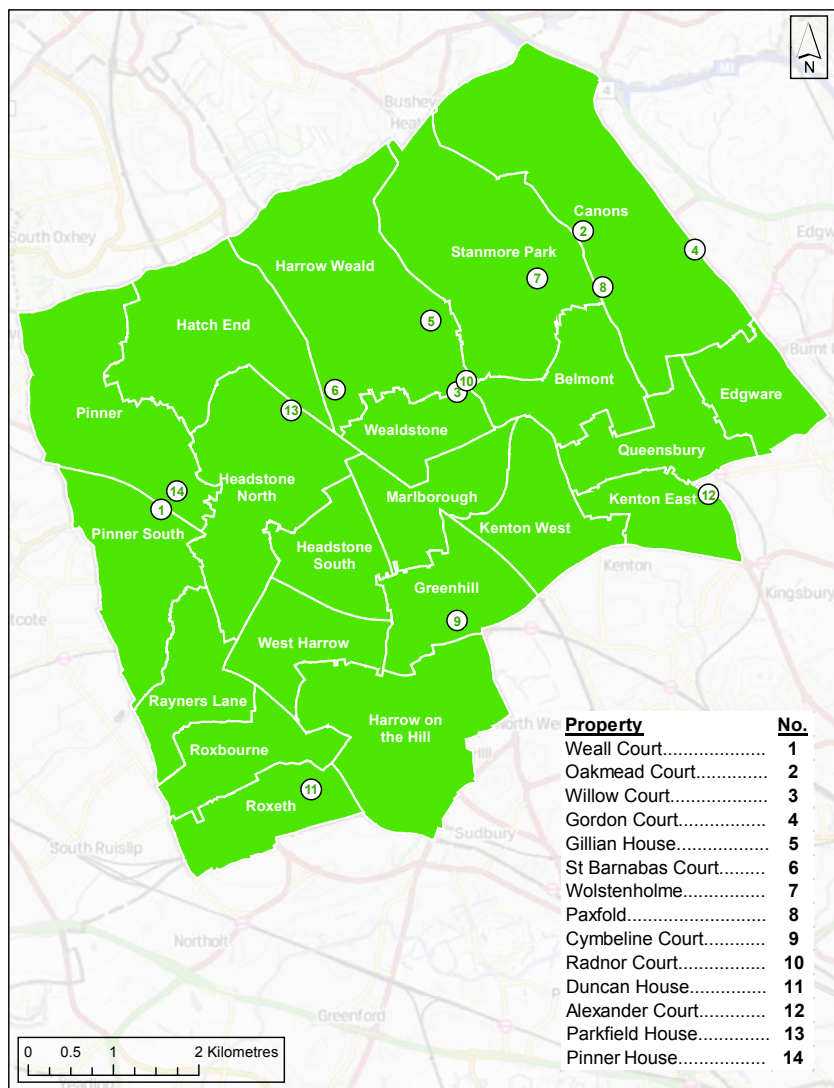 N
Bushey
Heath
4
Canons
2
South Oxhey
Edgw
4
Stanmore Park
Harrow Weald
7
8
5
Hatch End
Burnt O
10
Belmont
6
3
Edgware
13
Pinner
Wealdstone
Queensbury
Headstone
North
14
Marlborough
Kenton East
12
1
Kenton West
Pinner South
Headstone
South
Kenton
Greenhill
Kingsbury
9
West Harrow
Rayners Lane
Harrow on
the Hill
North We
Hill
Roxbourne
11
Roxeth
Sudbury
South Ruislip
Northolt
Greenford
Property No.
Weall Court.................... 1
Oakmead Court............. 2
Willow Court.................. 3
Gordon Court................. 4
Gillian House..................... 5
St Barnabas Court......... 6
Wolstenholme................ 7
Paxfold.......................... 8
Cymbeline Court............ 9
Radnor Court................. 10
Duncan House............... 11
Alexander Court............ 12
Parkfield House.............. 13
Pinner House................ 14
0 0.5 1 2 Kilometres